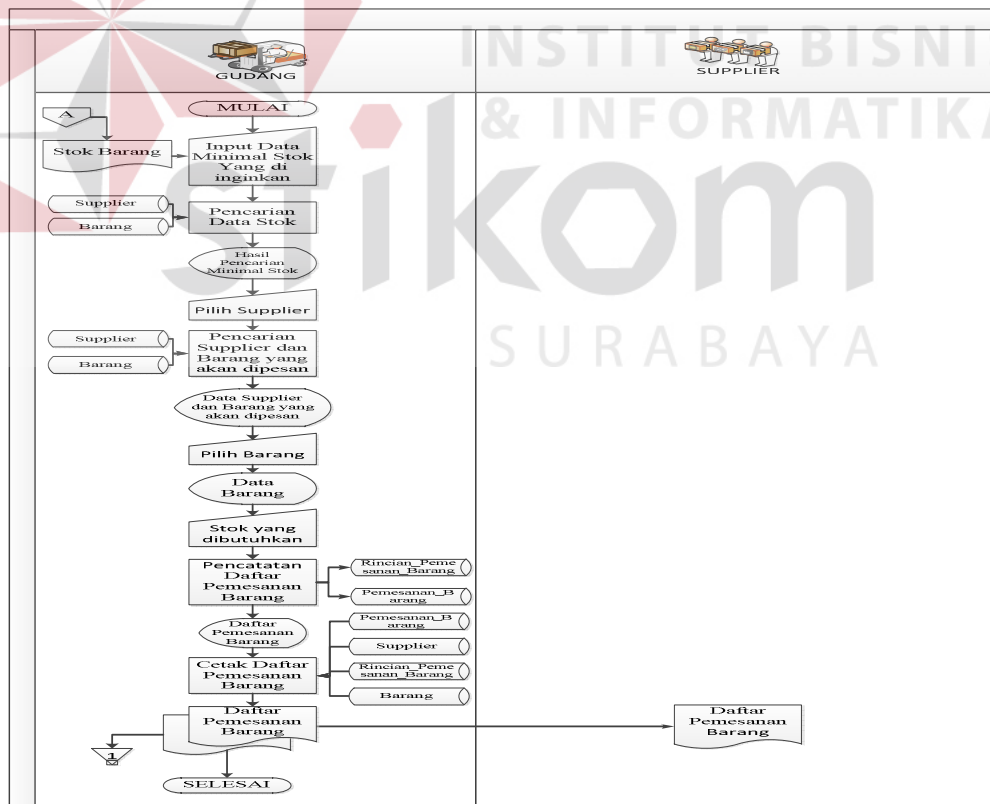 INSTITUT BISNI
& INFORMATIKA
stikom
SURABAYA
GUDANG
SUPPLIER
MULAI
A
Stok Barang
Input Data
Minimal Stok
Yang di
inginkan
Supplier
Barang
Pencarian
Data Stok
Hasil
Pencarian
Minimal Stok
Pilih Supplier
Supplier
Barang
Pencarian
Supplier dan
Barang yang
akan dipesan
Data Supplier
dan Barang yang
akan dipesan
Pilih Barang
Data
Barang
Stok yang
dibutuhkan
Pencatatan
Daftar
Pemesanan
Barang
Rincian_Peme
sanan_Barang
Pemesanan_B
arang
Daftar
Pemesanan
Barang
Pemesanan_B
arang
Supplier
Rincian_Peme
sanan_Barang
Barang
Cetak Daftar
Pemesanan
Barang
Daftar
Pemesanan
Barang
Daftar
Pemesanan
Barang
1
SELESAI